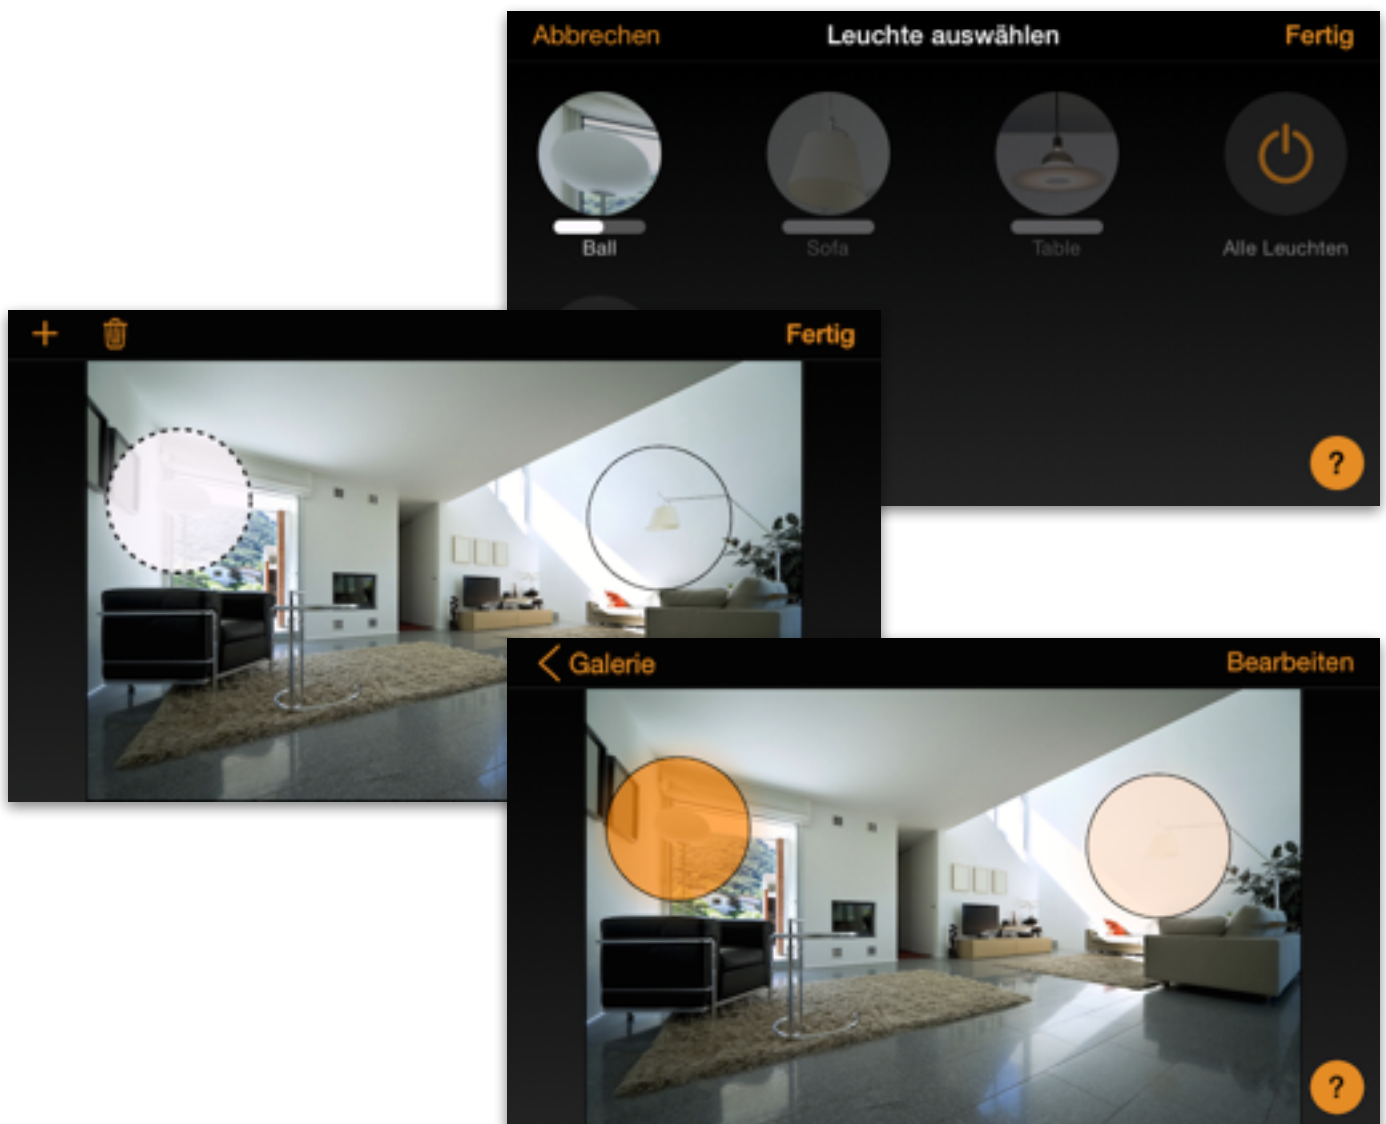 Abbrechen Leuchte auswählen Fertig
Ball Sofa Table Alle Leuchten
?
+ Fertig
< Galerie Bearbeiten
?